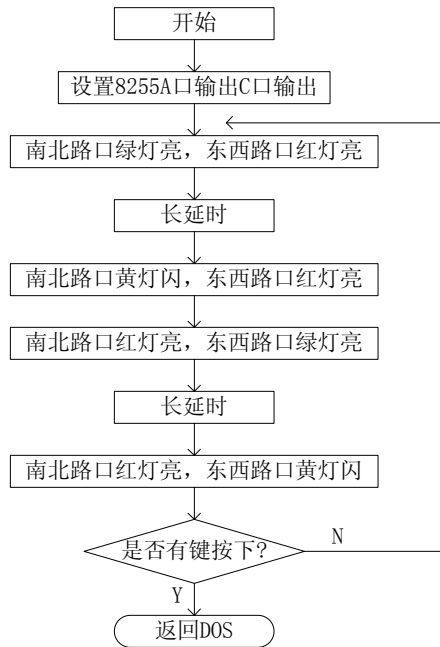 开始
设置8255A口输出C口输出
南北路口绿灯亮，东西路口红灯亮
长延时
南北路口黄灯闪，东西路口红灯亮
南北路口红灯亮，东西路口绿灯亮
长延时
南北路口红灯亮，东西路口黄灯闪
是否有键按下?
N
Y
返回DOS